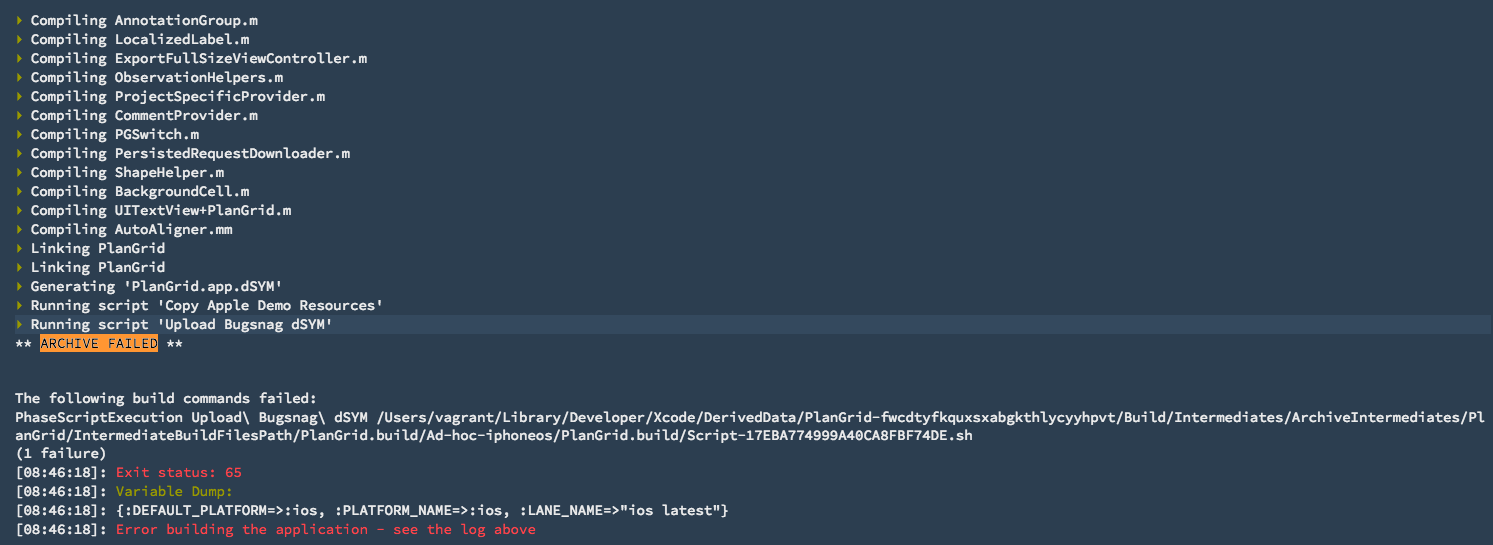 Compiling AnnotationGroup.m
Compiling LocalizedLabel.m
Compiling ExportFullSizeViewController.m
Compiling ObservationHelpers.m
Compiling ProjectSpecificProvider.m
Compiling CommentProvider.m
Compiling PGSwitch.m
Compiling PersistedRequestDownloader.m
Compiling ShapeHelper.m
Compiling BackgroundCell.m
Compiling UITextView+PlanGrid.m
Compiling AutoAligner.mm
Linking PlanGrid
Linking PlanGrid
Generating 'PlanGrid.app.dSYM'
Running script 'Copy Apple Demo Resources'
Running script 'Upload Bugsnag dSYM'
** ARCHIVE FAILED **
The following build commands failed:
PhaseScriptExecution Upload\ Bugsnag\ dSYM /Users/vagrant/Library/Developer/Xcode/DerivedData/PlanGrid-fwcdtyfkquxsxabgkthlycyyhpvt/Build/Intermediates/ArchiveIntermediates/Pl
anGrid/IntermediateBuildFilesPath/PlanGrid.build/Ad-hoc-iphoneos/PlanGrid.build/Script-17EBA774999A40CA8FBF74DE.sh
(1 failure)
[08:46:18]: Exit status: 65
[08:46:18]: Variable Dump:
[08:46:18]: {:DEFAULT_PLATFORM=>:ios, :PLATFORM_NAME=>:ios, :LANE_NAME=>"ios latest"}
[08:46:18]: Error building the application - see the log above